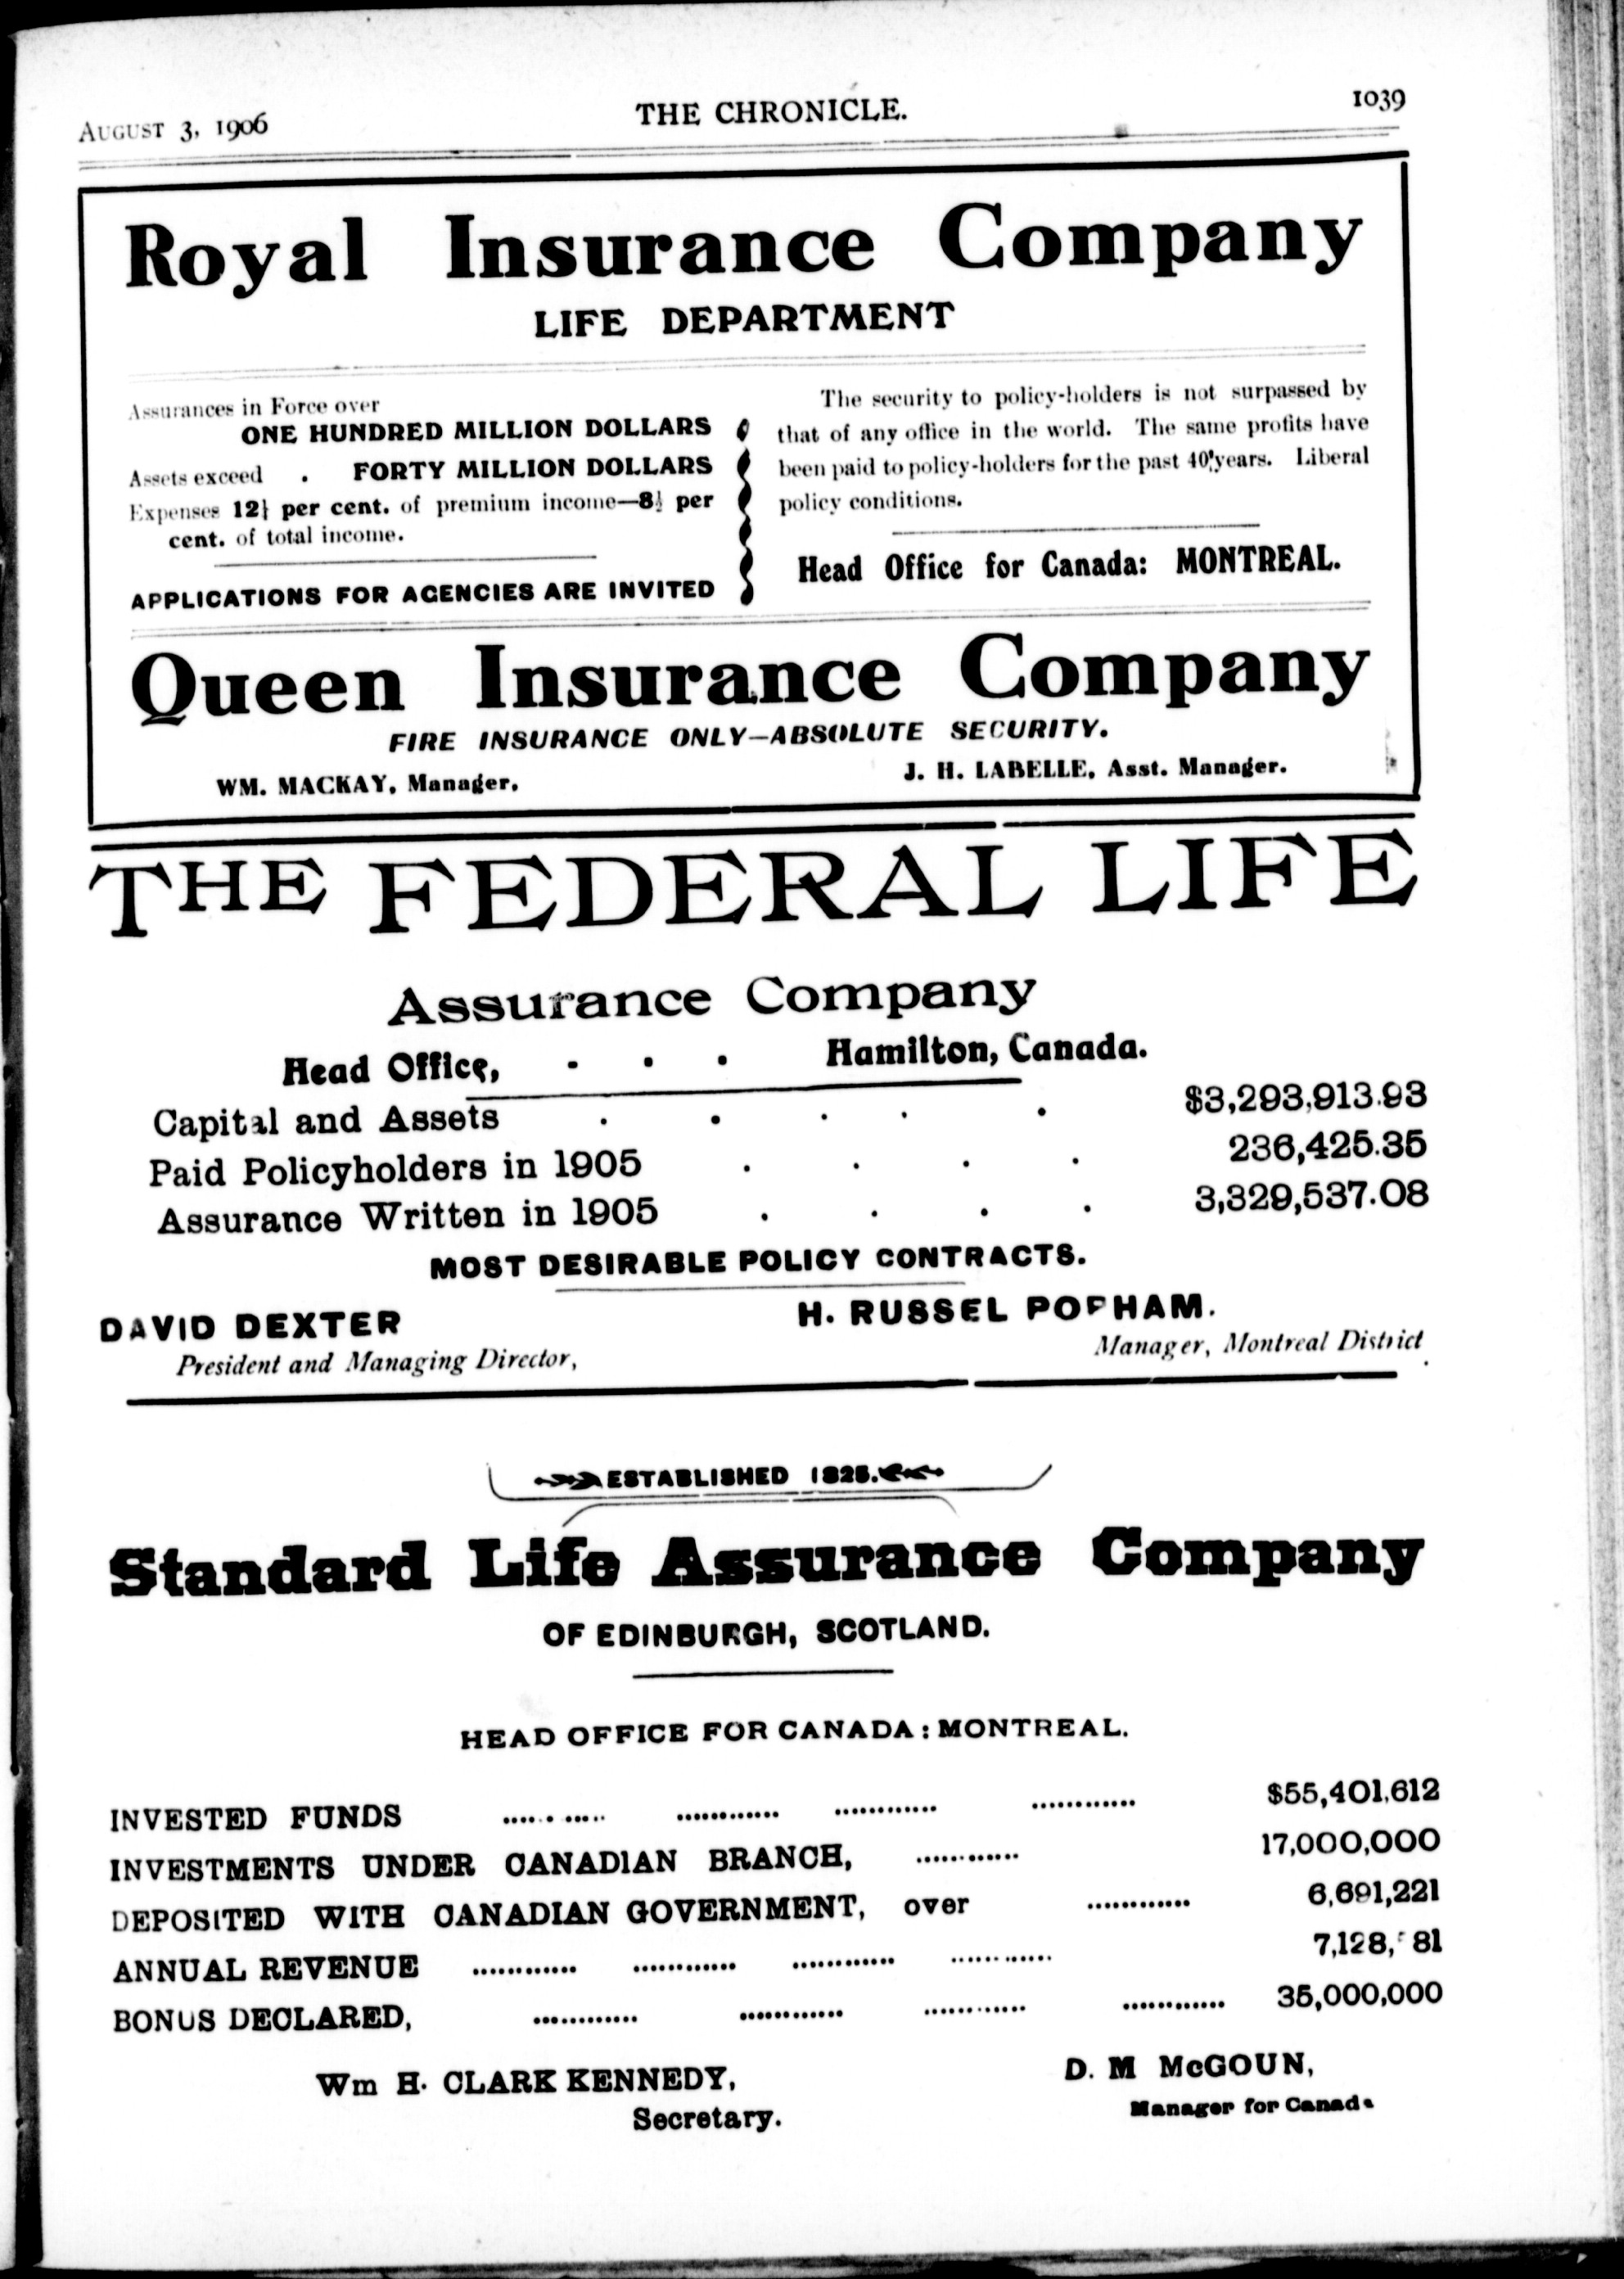 AUGUST 3, 1906 THE CHRONICLE. 1039
Royal Insurance Company
LIFE DEPARTMENT
Assurances in Force over
ONE HUNDRED MILLION DOLLARS
Assets exceed . FORTY MILLION DOLLARS
Expenses 12½ per cent. of premium income—8½ per
cent. of total income.
APPLICATIONS FOR AGENCIES ARE INVITED
The security to policy-holders is not surpassed by
that of any office in the world. The same profits have
been paid to policy-holders for the past 40 years. Liberal
policy conditions.
Head Office for Canada: MONTREAL.
Queen Insurance Company
FIRE INSURANCE ONLY—ABSOLUTE SECURITY.
WM. MACKAY, Manager. J. H. LABELLE, Asst. Manager.
THE FEDERAL LIFE
Assurance Company
Head Office, - . . Hamilton, Canada.
Capital and Assets . . . . . $3,293,913.93
Paid Policyholders in 1905 . . . . 236,425.35
Assurance Written in 1905 . . . . 3,329,537.08
MOST DESIRABLE POLICY CONTRACTS.
DAVID DEXTER H. RUSSEL POPHAM.
President and Managing Director, Manager, Montreal District
ESTABLISHED 1825.
Standard Life Assurance Company
OF EDINBURGH, SCOTLAND.
HEAD OFFICE FOR CANADA: MONTREAL.
INVESTED FUNDS ............ ............ ............ ............ $55,401,612
INVESTMENTS UNDER CANADIAN BRANCH, ............ 17,000,000
DEPOSITED WITH CANADIAN GOVERNMENT, over ............ 6,691,221
ANNUAL REVENUE ............ ............ ............ ............
BONUS DECLARED, ............ ............ ............ ............ 35,000,000
Wm H. CLARK KENNEDY, D. M McGOUN,
Secretary. Manager for Canada